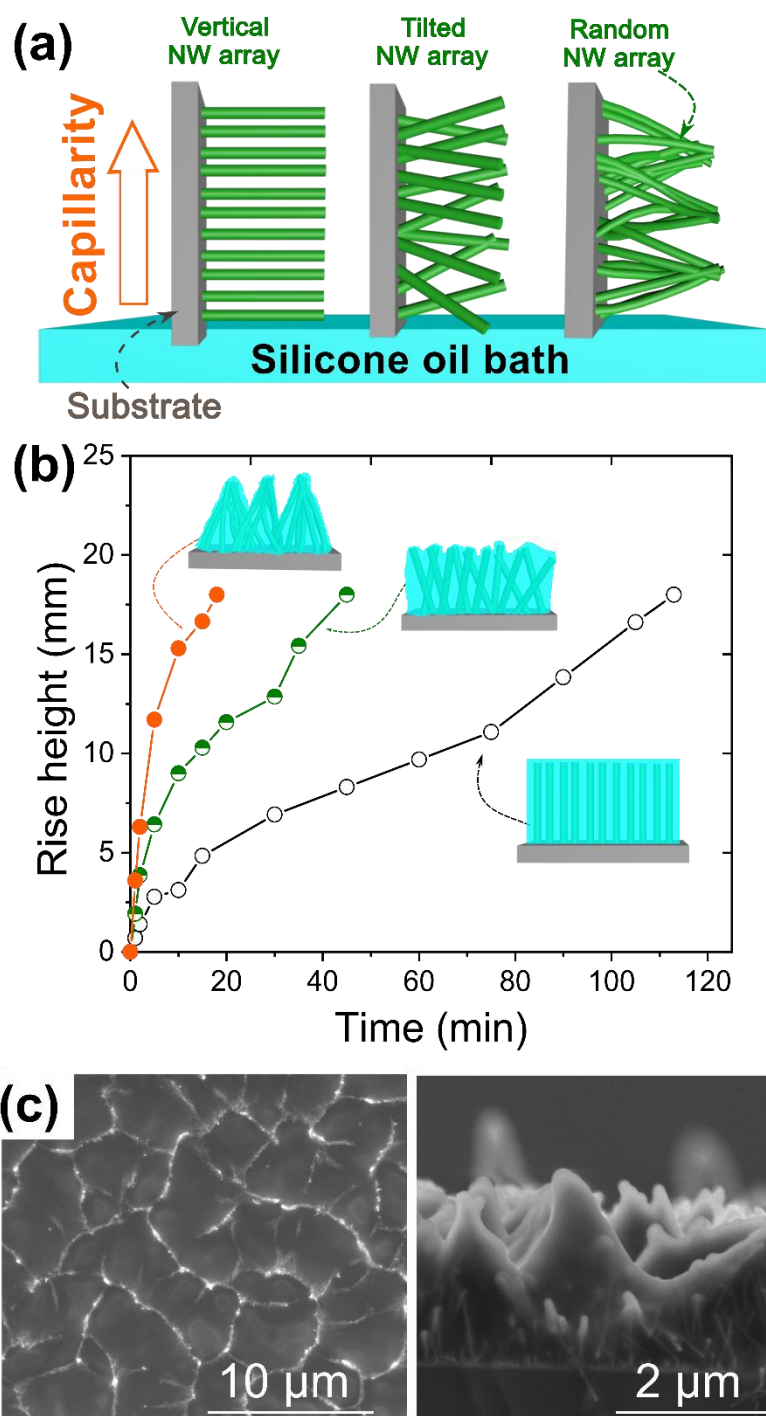 (a)
Vertical
NW array
Tilted
NW array
Random
NW array
Capillarity
Silicone oil bath
Substrate
(b)
25
20
15
10
5
0
Rise height (mm)
0 20 40 60 80 100 120
Time (min)
(c)
10 μm
2 μm